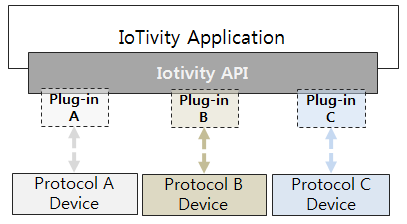 IoTivity Application
Iotivity API
Plug-in
A
Plug-in
B
Plug-in
C
Protocol A
Device
Protocol B
Device
Protocol C
Device